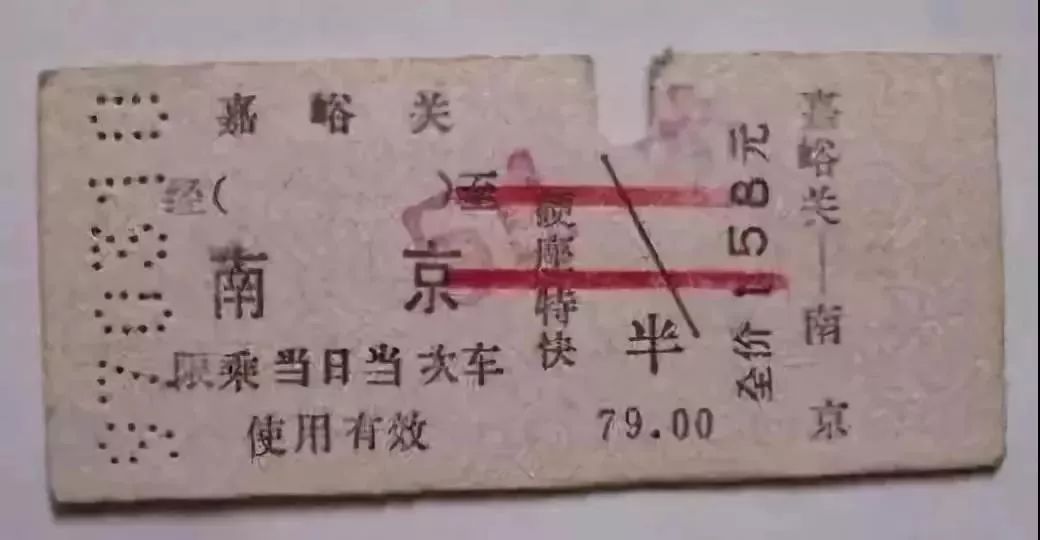 嘉峪关
经( )至
南京
限乘当日当次车
使用有效
硬座特快
半
79.00
全价158元
嘉峪关—南京